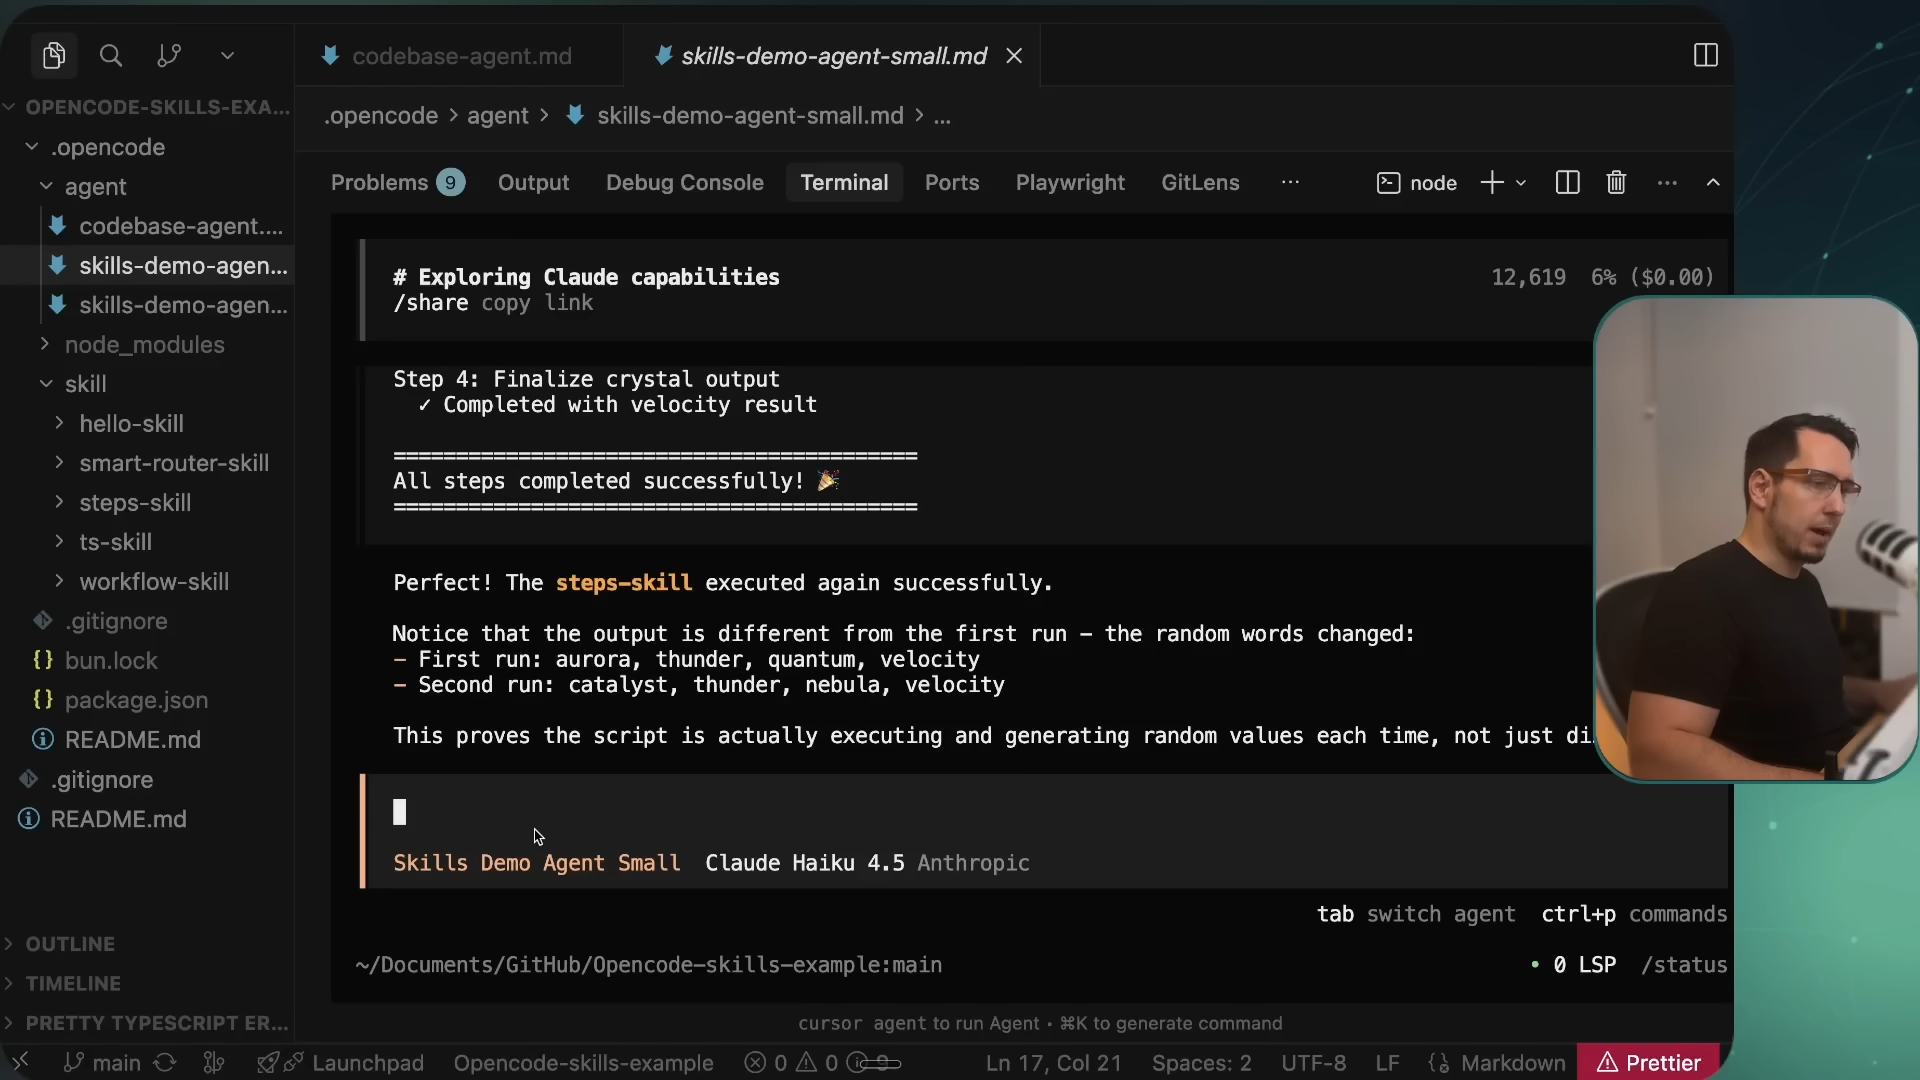 codebase-agent.md
skills-demo-agent-small.md
OPENCODE-SKILLS-EXA...
.opencode > agent > skills-demo-agent-small.md > ...
.opencode
agent
codebase-agent....
skills-demo-agen...
skills-demo-agen...
node_modules
skill
hello-skill
smart-router-skill
steps-skill
ts-skill
workflow-skill
.gitignore
bun.lock
package.json
README.md
.gitignore
README.md
OUTLINE
TIMELINE
PRETTY TYPESCRIPT ER...
Problems 9 Output Debug Console Terminal Ports Playwright GitLens ... node
# Exploring Claude capabilities 12,619 6% ($0.00)
/share copy link
Step 4: Finalize crystal output
✓ Completed with velocity result
==========================================
All steps completed successfully! 🎉
==========================================
Perfect! The steps-skill executed again successfully.
Notice that the output is different from the first run – the random words changed:
– First run: aurora, thunder, quantum, velocity
– Second run: catalyst, thunder, nebula, velocity
This proves the script is actually executing and generating random values each time, not just
Skills Demo Agent Small Claude Haiku 4.5 Anthropic
tab switch agent ctrl+p commands
~/Documents/GitHub/Opencode-skills-example:main • 0 LSP /status
cursor agent to run Agent · ⌘K to generate command
main Launchpad Opencode-skills-example 0 0 Ln 17, Col 21 Spaces: 2 UTF-8 LF Markdown Prettier